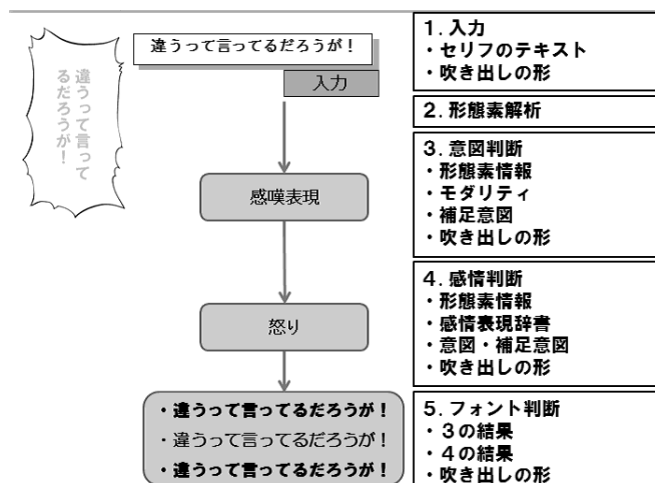 違うって言って
るだろうが！
違うって言ってるだろうが！
入力
感嘆表現
怒り
・違うって言ってるだろうが！
・違うって言ってるだろうが！
・違うって言ってるだろうが！
1．入力
・セリフのテキスト
・吹き出しの形
2．形態素解析
3．意図判断
・形態素情報
・モダリティ
・補足意図
・吹き出しの形
4．感情判断
・形態素情報
・感情表現辞書
・意図・補足意図
・吹き出しの形
5．フォント判断
・３の結果
・４の結果
・吹き出しの形